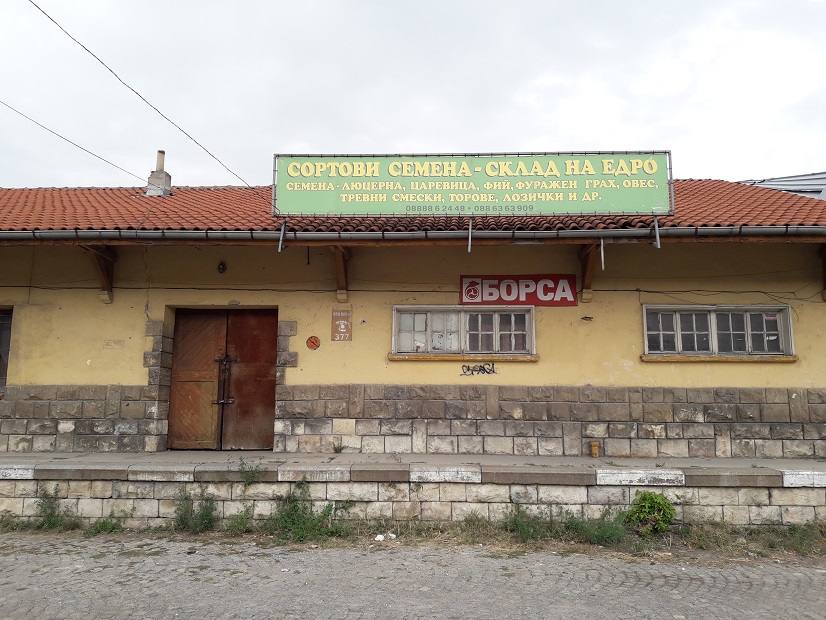 СОРТОВИ СЕМЕНА - СКЛАД НА ЕДРО
СЕМЕНА - ЛЮЦЕРНА, ЦАРЕВИЦА, ФИЙ, ФУРАЖЕН ГРАХ, ОВЕС,
ТРЕВНИ СМЕСКИ, ТОРОВЕ, ЛОЗИЧКИ И ДР.
08888 6 24 48 • 088 63 63 909
БОРСА
377